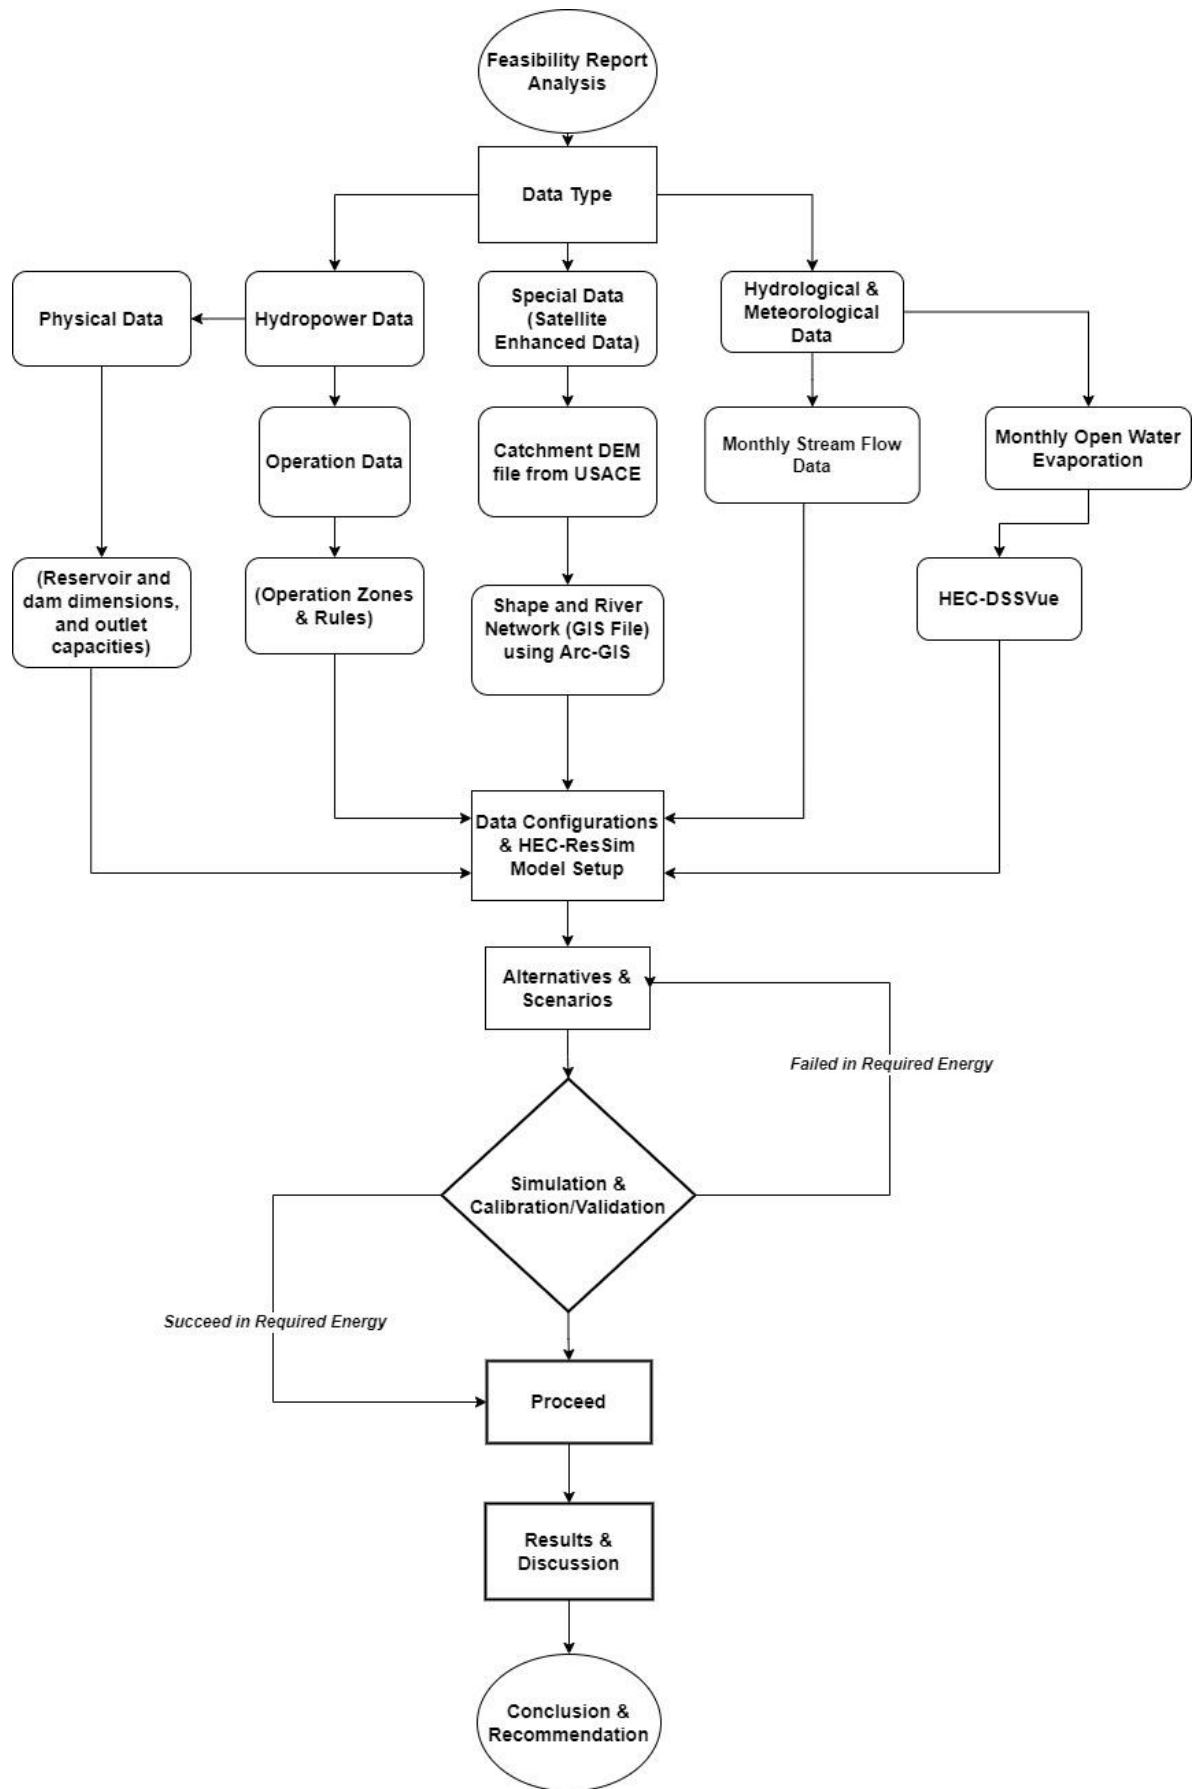 Feasibility Report
Analysis
Data Type
Physical Data
Hydropower Data
Special Data
(Satellite
Enhanced Data)
Hydrological &
Meteorological
Data
Operation Data
Catchment DEM
file from USACE
Monthly Stream Flow
Data
Monthly Open Water
Evaporation
(Reservoir and
dam dimensions,
and outlet
capacities)
(Operation Zones
& Rules)
Shape and River
Network (GIS File)
using Arc-GIS
HEC-DSSVue
Data Configurations
& HEC-ResSim
Model Setup
Alternatives &
Scenarios
Failed in Required Energy
Simulation &
Calibration/Validation
Succeed in Required Energy
Proceed
Results &
Discussion
Conclusion &
Recommendation